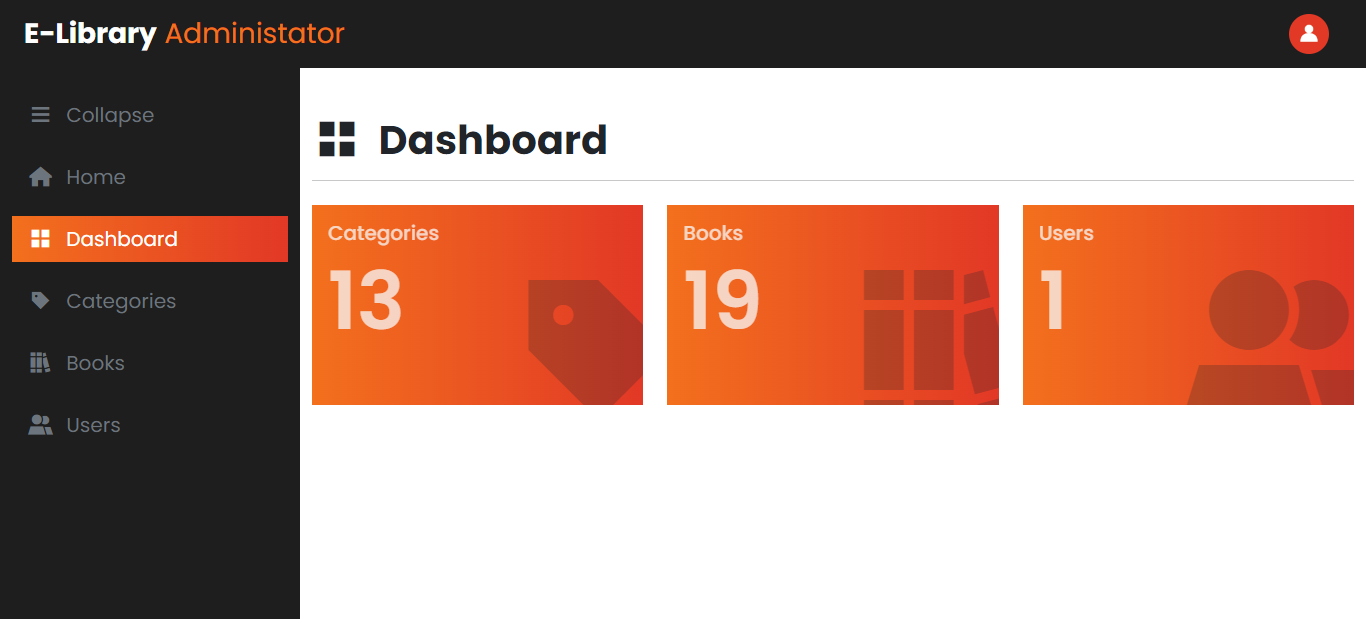 E-Library Administator
Collapse
Home
Dashboard
Categories
Books
Users
Dashboard
Categories
13
Books
19
Users
1